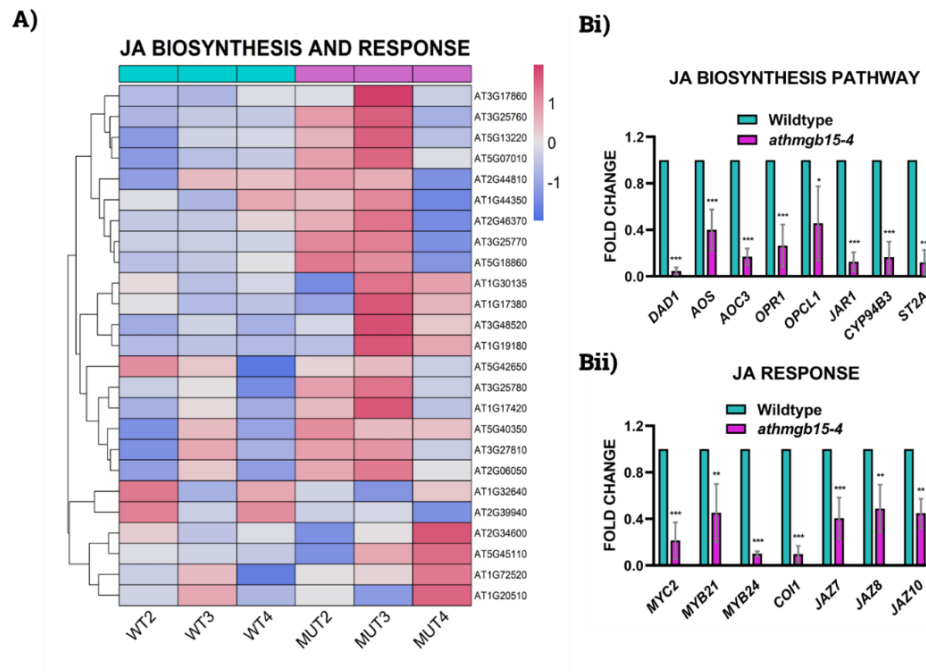 A)
JA BIOSYNTHESIS AND RESPONSE
1
0
-1
AT3G17860
AT3G25760
AT5G13220
AT5G07010
AT2G44810
AT1G44350
AT2G46370
AT3G25770
AT5G18860
AT1G30135
AT1G17380
AT3G48520
AT1G19180
AT5G42650
AT3G25780
AT1G17420
AT5G40350
AT3G27810
AT2G06050
AT1G32640
AT2G39940
AT2G34600
AT5G45110
AT1G72520
AT1G20510
WT2 WT3 WT4 MUT2 MUT3 MUT4
Bi)
JA BIOSYNTHESIS PATHWAY
Wildtype
athmgb15-4
FOLD CHANGE
1.2
0.8
0.4
0.0
*** *** *** *** * *** *** **
DAD1 AOS AOC3 OPR1 OPCL1 JAR1 CYP94B3 ST2A
Bii)
JA RESPONSE
Wildtype
athmgb15-4
FOLD CHANGE
1.2
0.8
0.4
0.0
*** ** *** *** *** ** **
MYC2 MYB21 MYB24 COI1 JAZ7 JAZ8 JAZ10